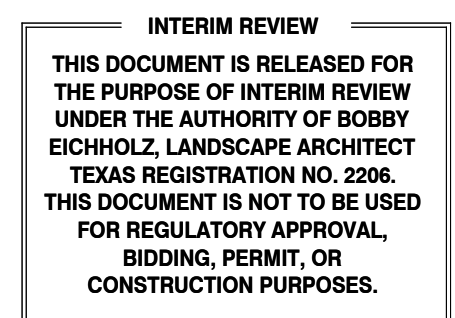 INTERIM REVIEW
THIS DOCUMENT IS RELEASED FOR
THE PURPOSE OF INTERIM REVIEW
UNDER THE AUTHORITY OF BOBBY
EICHHOLZ, LANDSCAPE ARCHITECT
TEXAS REGISTRATION NO. 2206.
THIS DOCUMENT IS NOT TO BE USED
FOR REGULATORY APPROVAL,
BIDDING, PERMIT, OR
CONSTRUCTION PURPOSES.